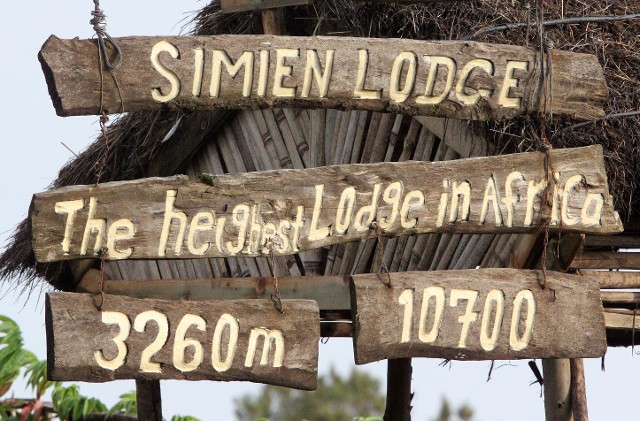 SIMIEN LODGE
The heighest Lodge in Africa
3260m
10700